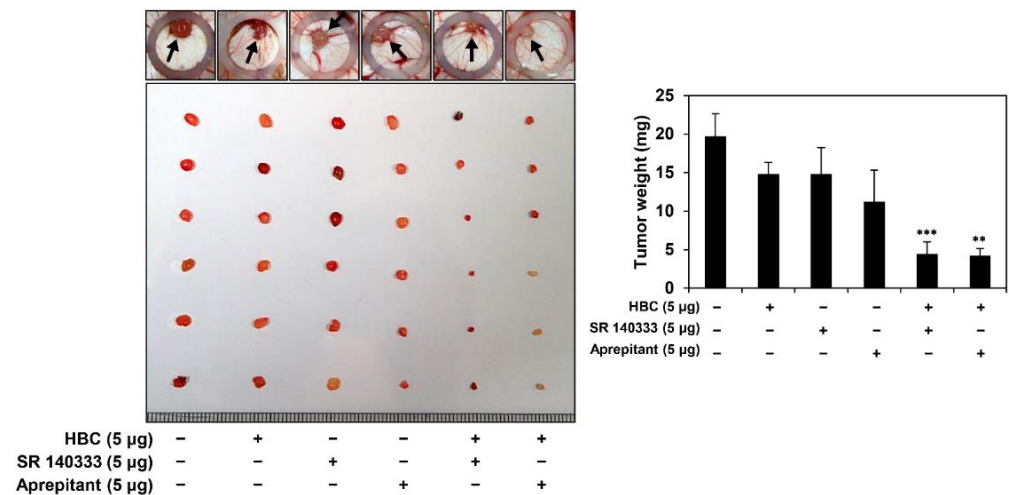 HBC (5 µg) – + – – + +
SR 140333 (5 µg) – – + – + –
Aprepitant (5 µg) – – – + – +
Tumor weight (mg)
25
20
15
10
5
0
*** **
HBC (5 µg) – + – – + +
SR 140333 (5 µg) – – + – + –
Aprepitant (5 µg) – – – + – +